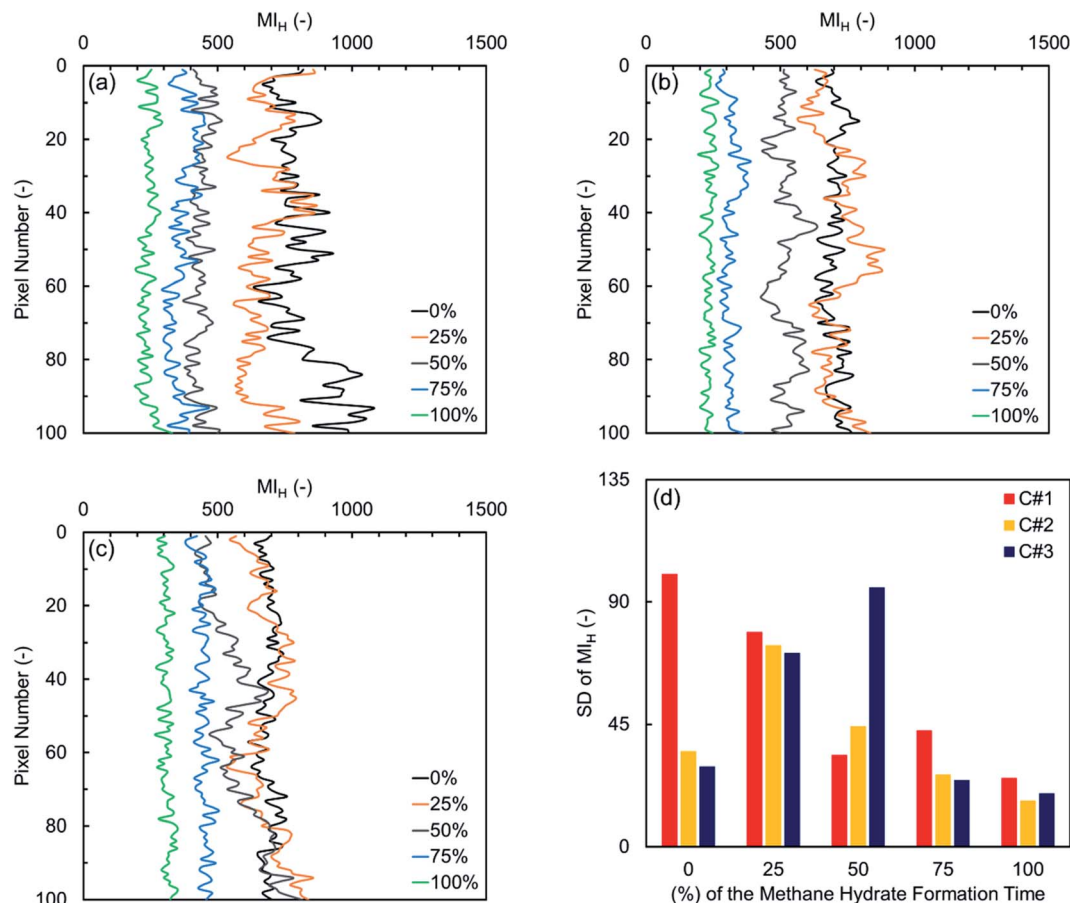 MI_H (-)
0 500 1000 1500
(a)
0
20
40
60
80
100
Pixel Number (-)
0%
25%
50%
75%
100%
MI_H (-)
0 500 1000 1500
(b)
0
20
40
60
80
100
Pixel Number (-)
0%
25%
50%
75%
100%
MI_H (-)
0 500 1000 1500
(c)
0
20
40
60
80
100
Pixel Number (-)
0%
25%
50%
75%
100%
(d)
135
90
45
0
SD of MI_H (-)
C#1
C#2
C#3
0 25 50 75 100
(%) of the Methane Hydrate Formation Time